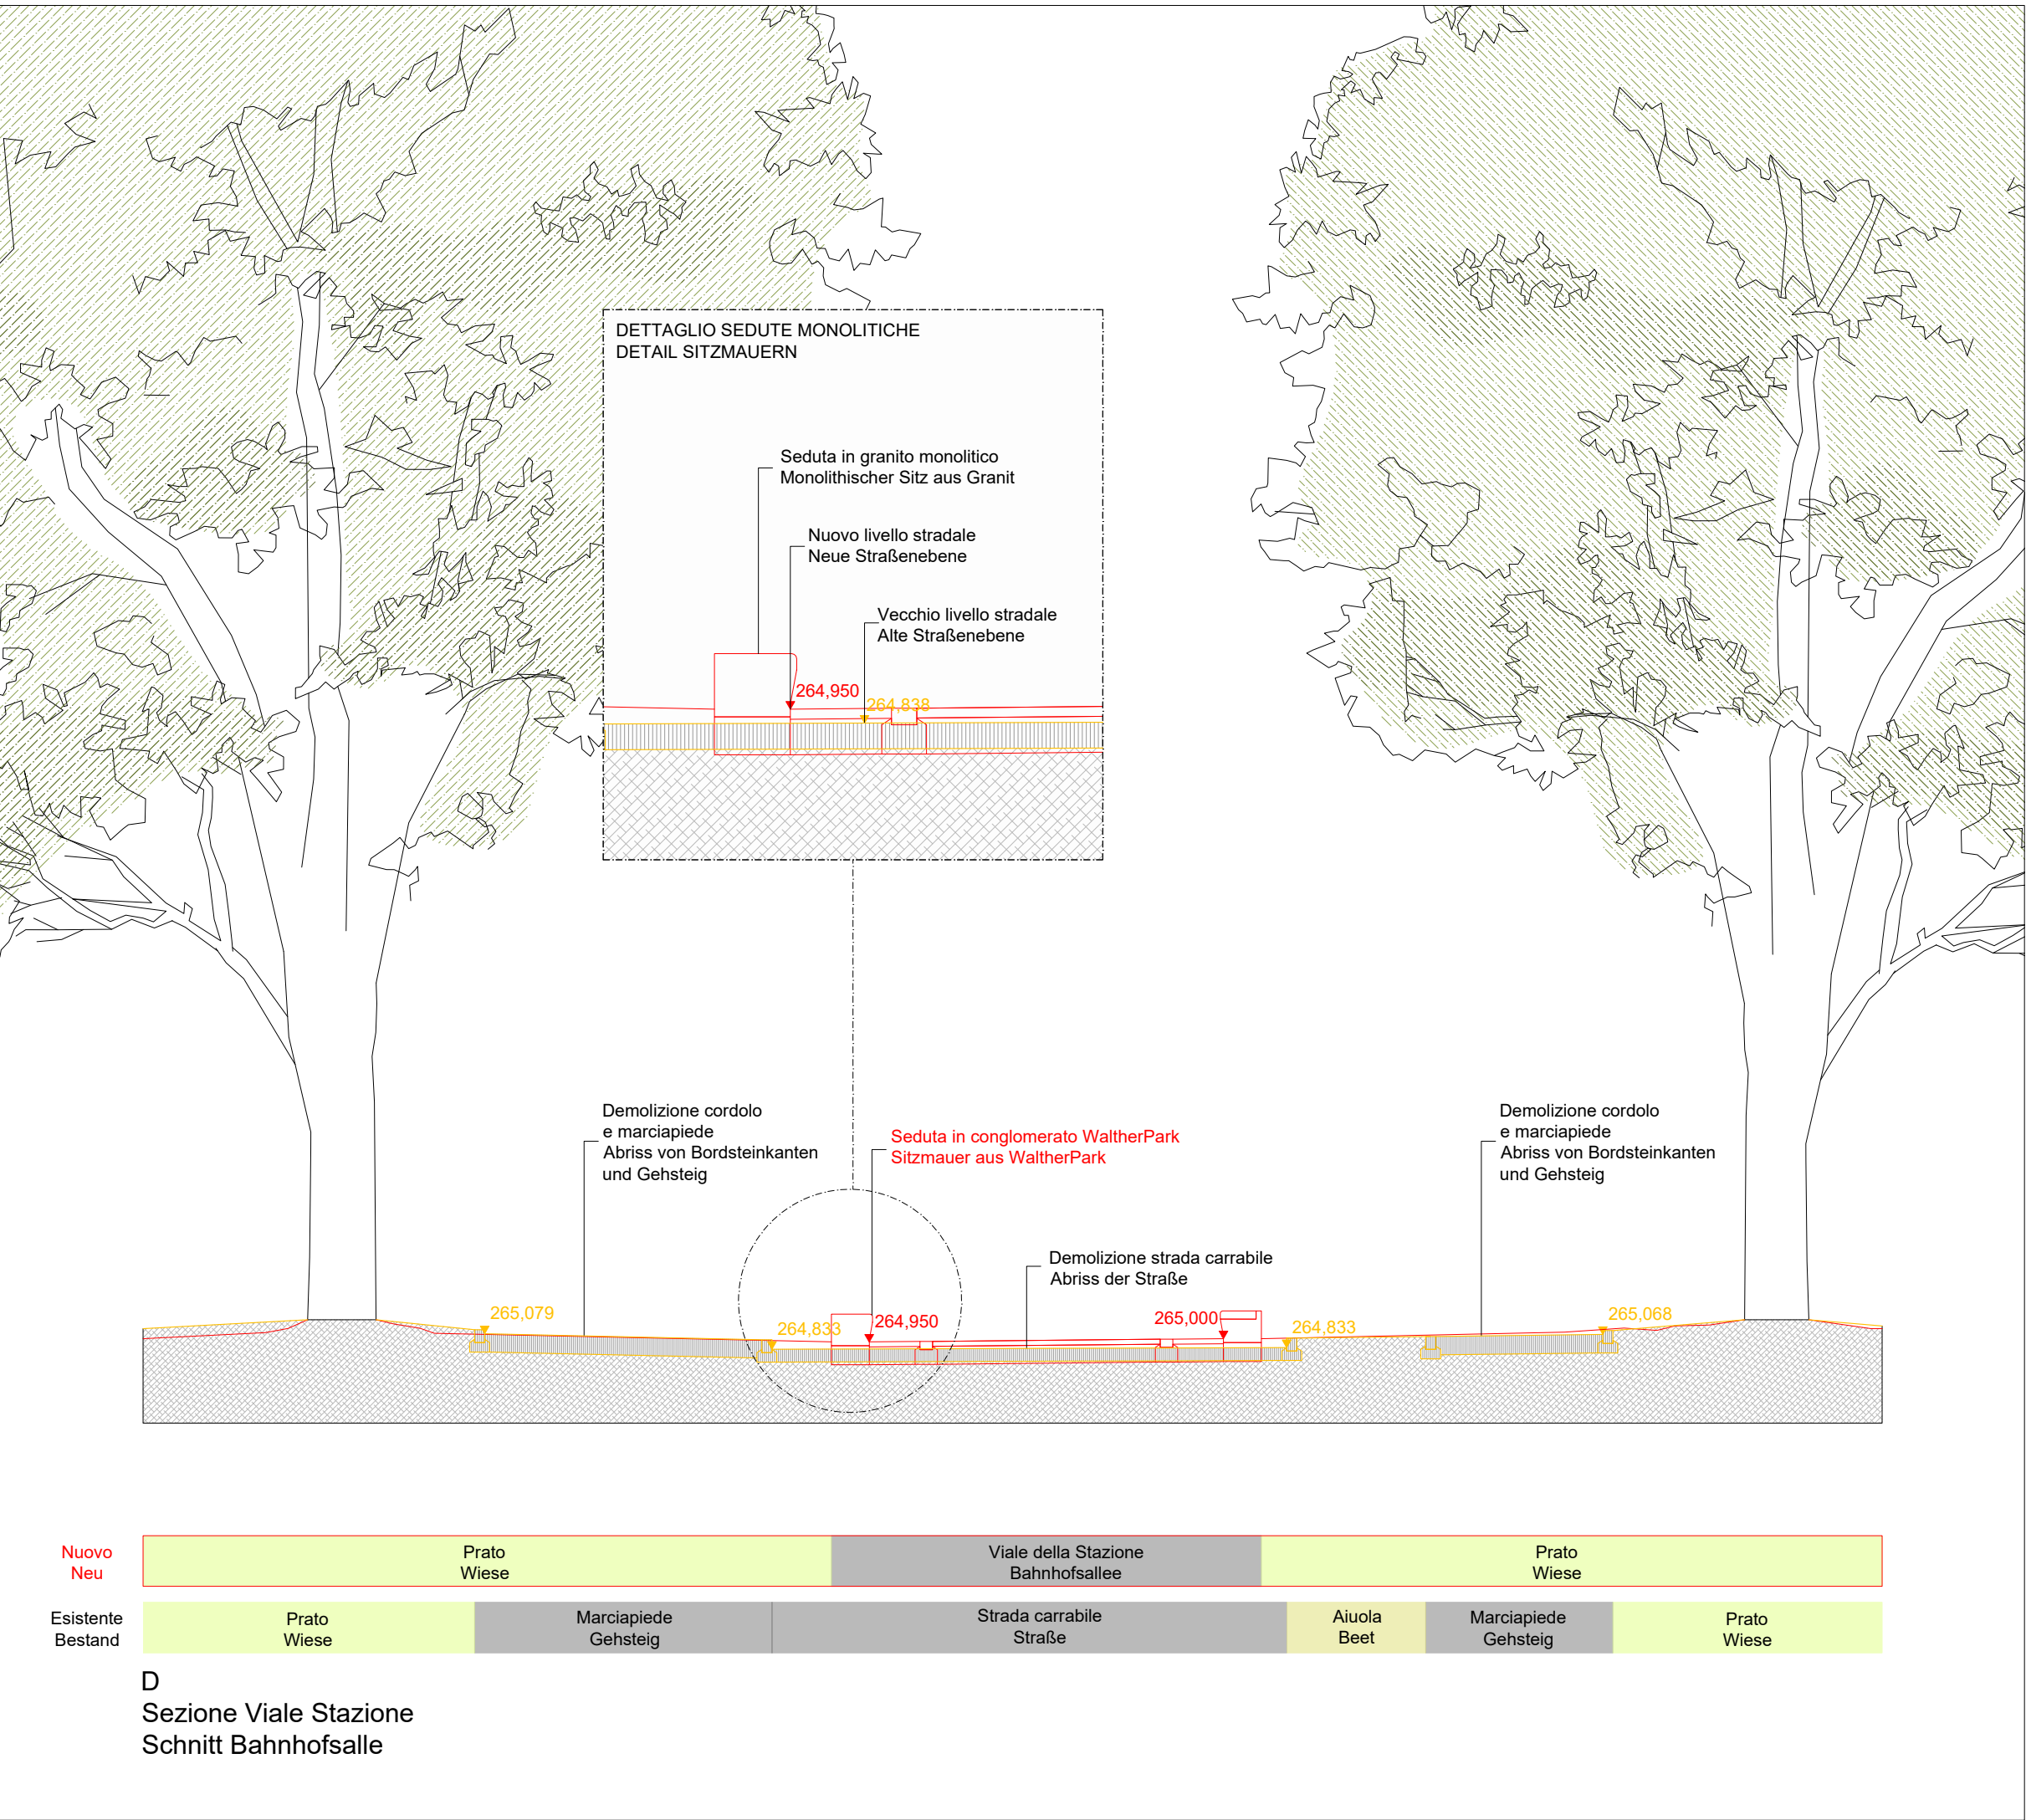 DETTAGLIO SEDUTE MONOLITICHE
DETAIL SITZMAUERN
Seduta in granito monolitico
Monolithischer Sitz aus Granit
Nuovo livello stradale
Neue Straßenebene
Vecchio livello stradale
Alte Straßenebene
264,950
264,838
Demolizione cordolo
e marciapiede
Abriss von Bordsteinkanten
und Gehsteig
Seduta in conglomerato WaltherPark
Sitzmauer aus WaltherPark
Demolizione cordolo
e marciapiede
Abriss von Bordsteinkanten
und Gehsteig
Demolizione strada carrabile
Abriss der Straße
265,079
264,833
264,950
265,000
264,833
265,068
Nuovo
Neu
Prato
Wiese
Viale della Stazione
Bahnhofsallee
Prato
Wiese
Esistente
Bestand
Prato
Wiese
Marciapiede
Gehsteig
Strada carrabile
Straße
Aiuola
Beet
Marciapiede
Gehsteig
Prato
Wiese
D
Sezione Viale Stazione
Schnitt Bahnhofsalle